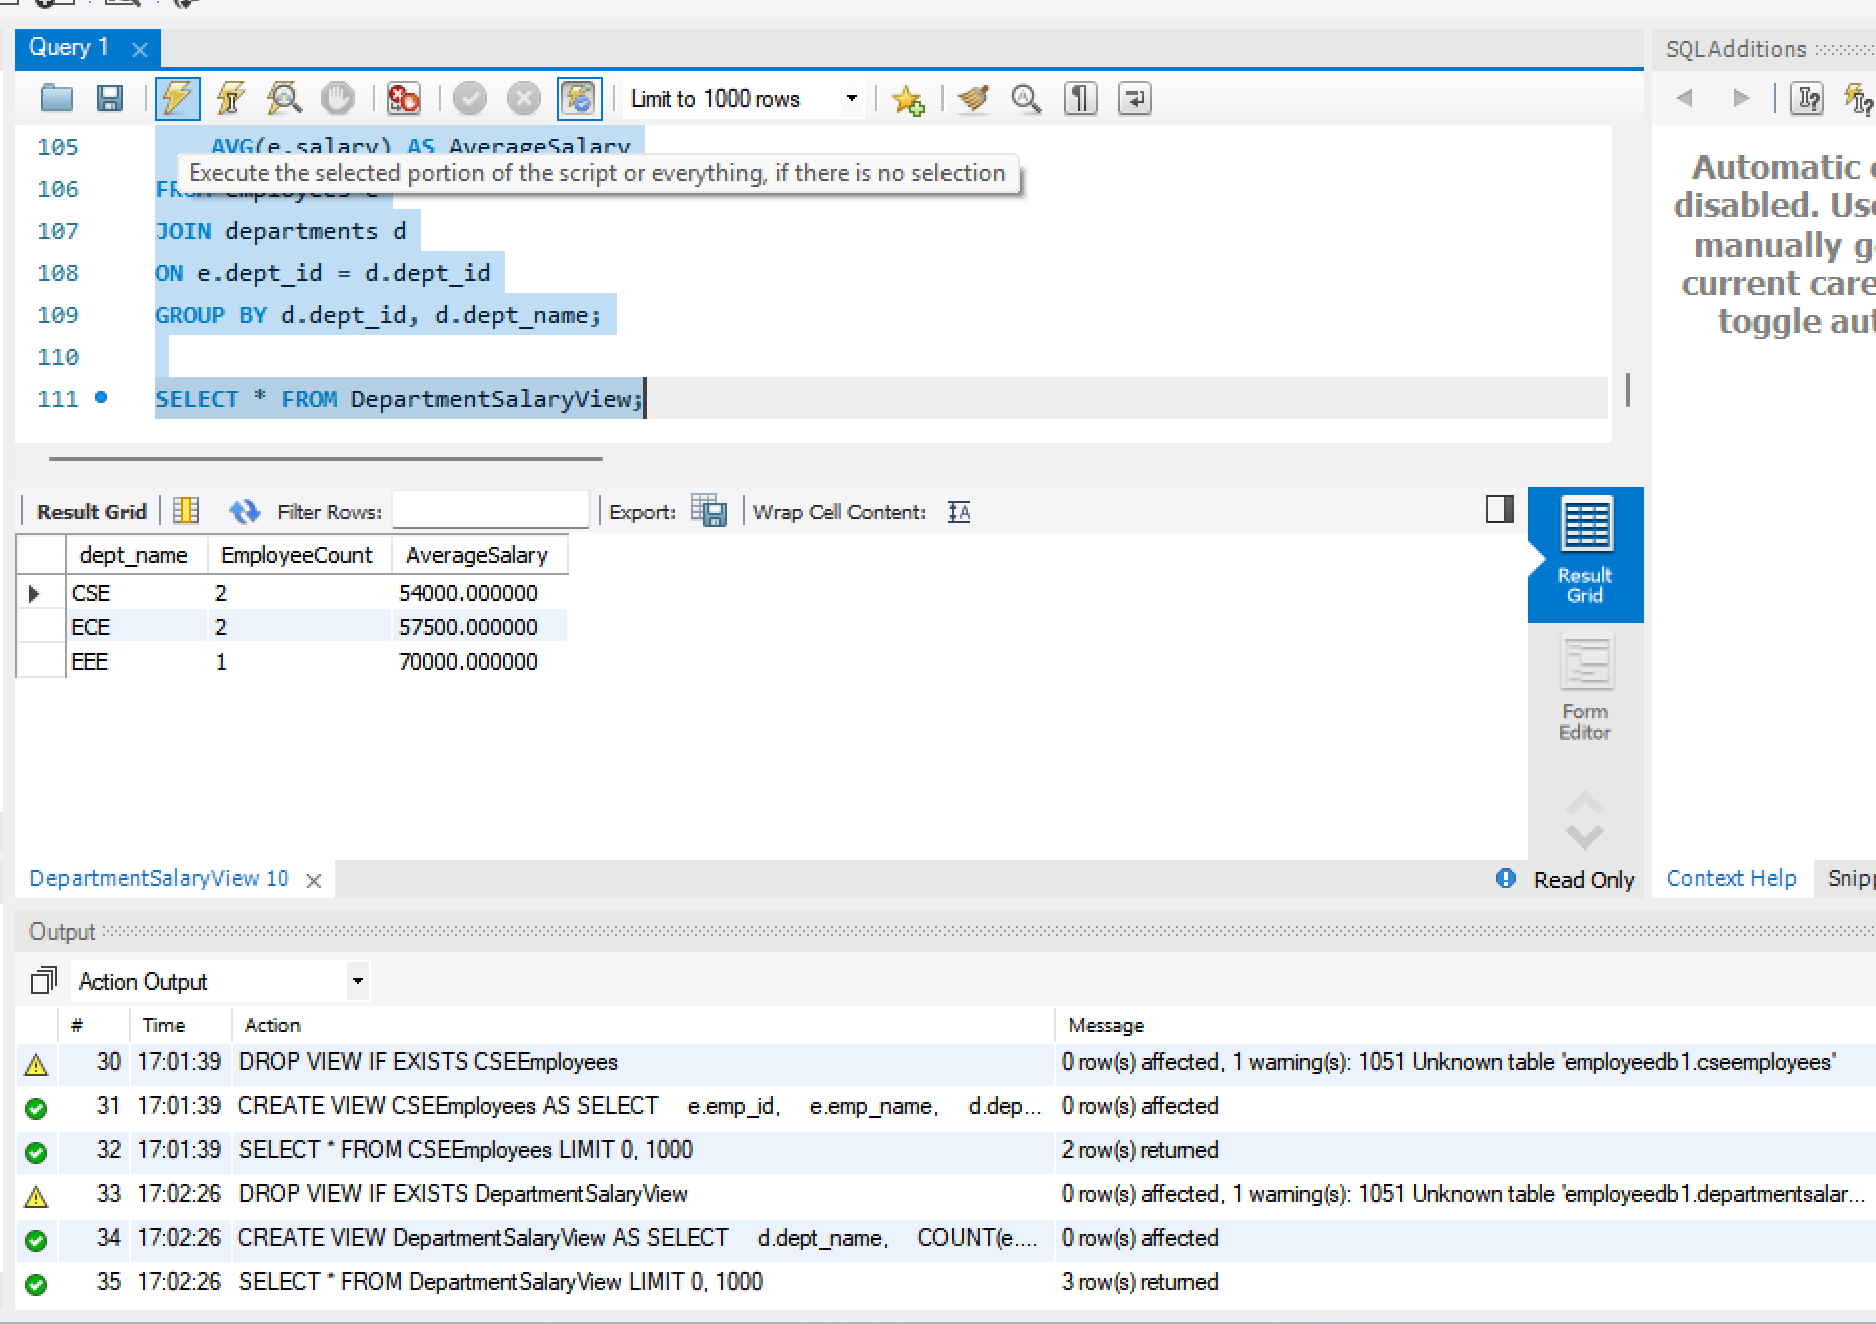 Query 1
SQLAdditions
Limit to 1000 rows
105 AVG(e.salary) AS AverageSalary
Execute the selected portion of the script or everything, if there is no selection
106 FROM employees e
107 JOIN departments d
108 ON e.dept_id = d.dept_id
109 GROUP BY d.dept_id, d.dept_name;
110
111 SELECT * FROM DepartmentSalaryView;
Automatic
disabled. Use
manually
current
toggle
Result Grid Filter Rows: Export: Wrap Cell Content:
dept_name EmployeeCount AverageSalary
CSE 2 54000.000000
ECE 2 57500.000000
EEE 1 70000.000000
Result
Grid
Form
Editor
DepartmentSalaryView 10
Read Only
Context Help
Output
Action Output
# Time Action Message
30 17:01:39 DROP VIEW IF EXISTS CSEEmployees 0 row(s) affected, 1 warning(s): 1051 Unknown table 'employeedb1.cseemployees'
31 17:01:39 CREATE VIEW CSEEmployees AS SELECT e.emp_id, e.emp_name, d.dep... 0 row(s) affected
32 17:01:39 SELECT * FROM CSEEmployees LIMIT 0, 1000 2 row(s) returned
33 17:02:26 DROP VIEW IF EXISTS DepartmentSalaryView 0 row(s) affected, 1 warning(s): 1051 Unknown table 'employeedb1.departmentsalar...
34 17:02:26 CREATE VIEW DepartmentSalaryView AS SELECT d.dept_name, COUNT(e.... 0 row(s) affected
35 17:02:26 SELECT * FROM DepartmentSalaryView LIMIT 0, 1000 3 row(s) returned